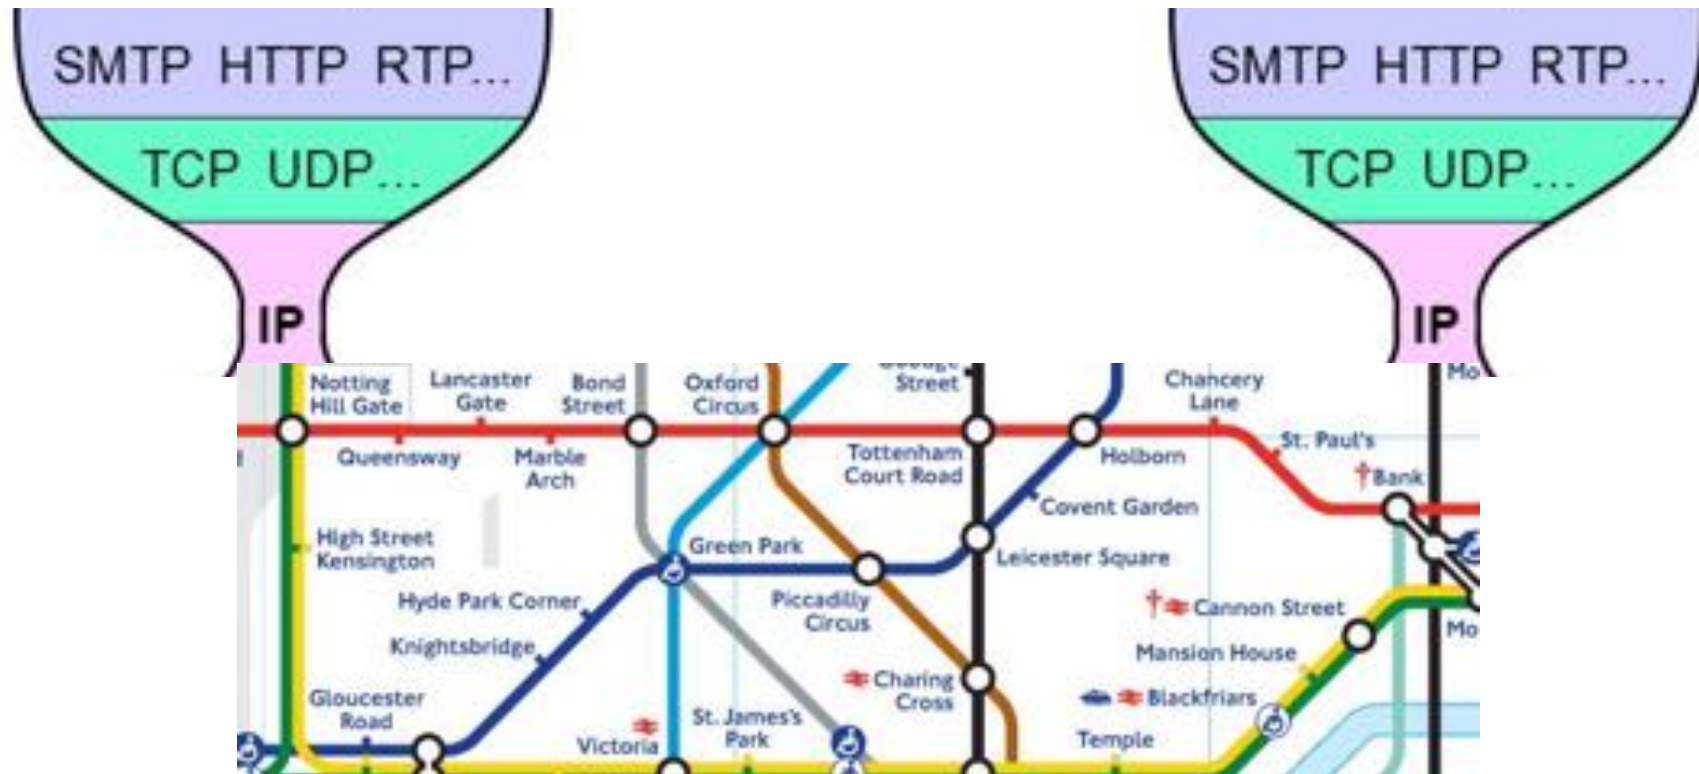 SMTP HTTP RTP...
TCP UDP...
IP
SMTP HTTP RTP...
TCP UDP...
IP
Notting
Hill Gate
Lancaster
Gate
Bond
Street
Oxford
Circus
Street
Chancery
Lane
Mo
Queensway
Marble
Arch
Tottenham
Court Road
Holborn
St. Paul's
Bank
High Street
Kensington
Green Park
Covent Garden
Leicester Square
Hyde Park Corner
Piccadilly
Circus
Cannon Street
Mo
Knightsbridge
Mansion House
Gloucester
Road
Charing
Cross
Blackfriars
Victoria
St. James's
Park
Temple